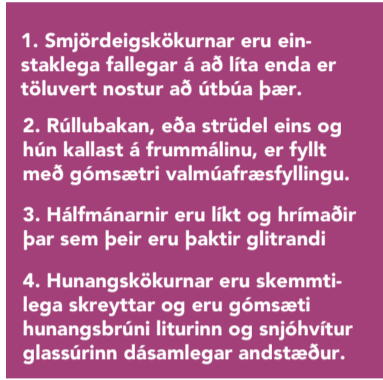 1. Smjördeigskökurnar eru ein-
staklega fallegar á að líta enda er
töluvert nostur að útbúa þær.
2. Rúllubakan, eða strüdel eins og
hún kallast á frummálinu, er fyllt
með gómsætri valmúafræsfyllingu.
3. Hálfmánarnir eru líkt og hrímaðir
þar sem þeir eru þaktir glitrandi
4. Hunangskökurnar eru skemmti-
lega skreyttar og eru gómsæti
hunangsbrúni liturinn og snjóhvítur
glassúrinn dásamlegar andstæður.